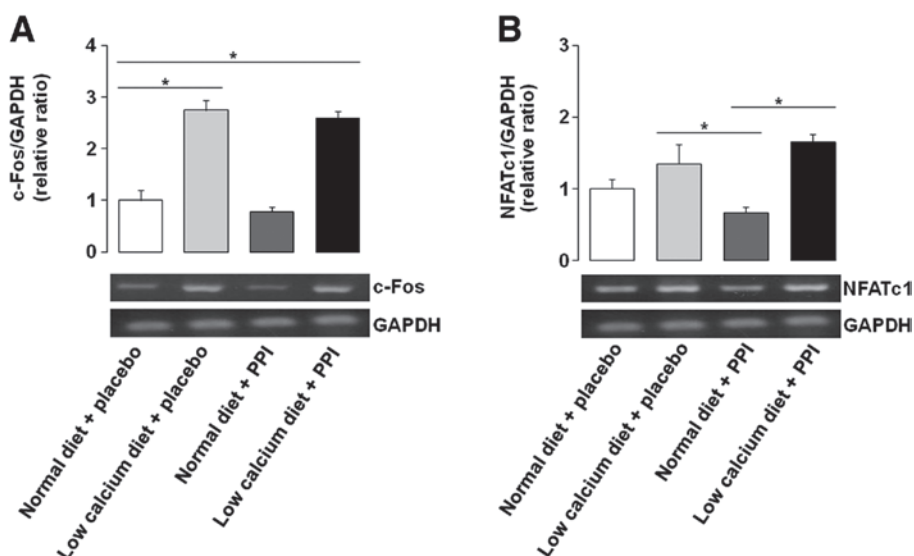 A
c-Fos/GAPDH
(relative ratio)
4
3
2
1
0
*
*
c-Fos
GAPDH
Normal diet + placebo
Low calcium diet + placebo
Normal diet + PPI
Low calcium diet + PPI
B
NFATc1/GAPDH
(relative ratio)
3
2
1
0
*
*
NFATc1
GAPDH
Normal diet + placebo
Low calcium diet + placebo
Normal diet + PPI
Low calcium diet + PPI